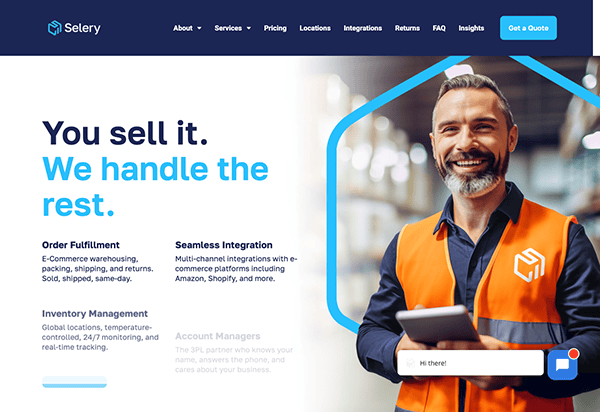 Selery
About Services Pricing Locations Integrations Returns FAQ Insights Get a Quote
You sell it.
We handle the
rest.
Order Fulfillment
E-Commerce warehousing,
packing, shipping, and returns.
Sold, shipped, same-day.
Seamless Integration
Multi-channel integrations with e-
commerce platforms including
Amazon, Shopify, and more.
Inventory Management
Global locations, temperature-
controlled, 24/7 monitoring, and
real-time tracking.
Account Managers
The 3PL partner who knows your
name, answers the phone, and
cares about your business.
Hi there!